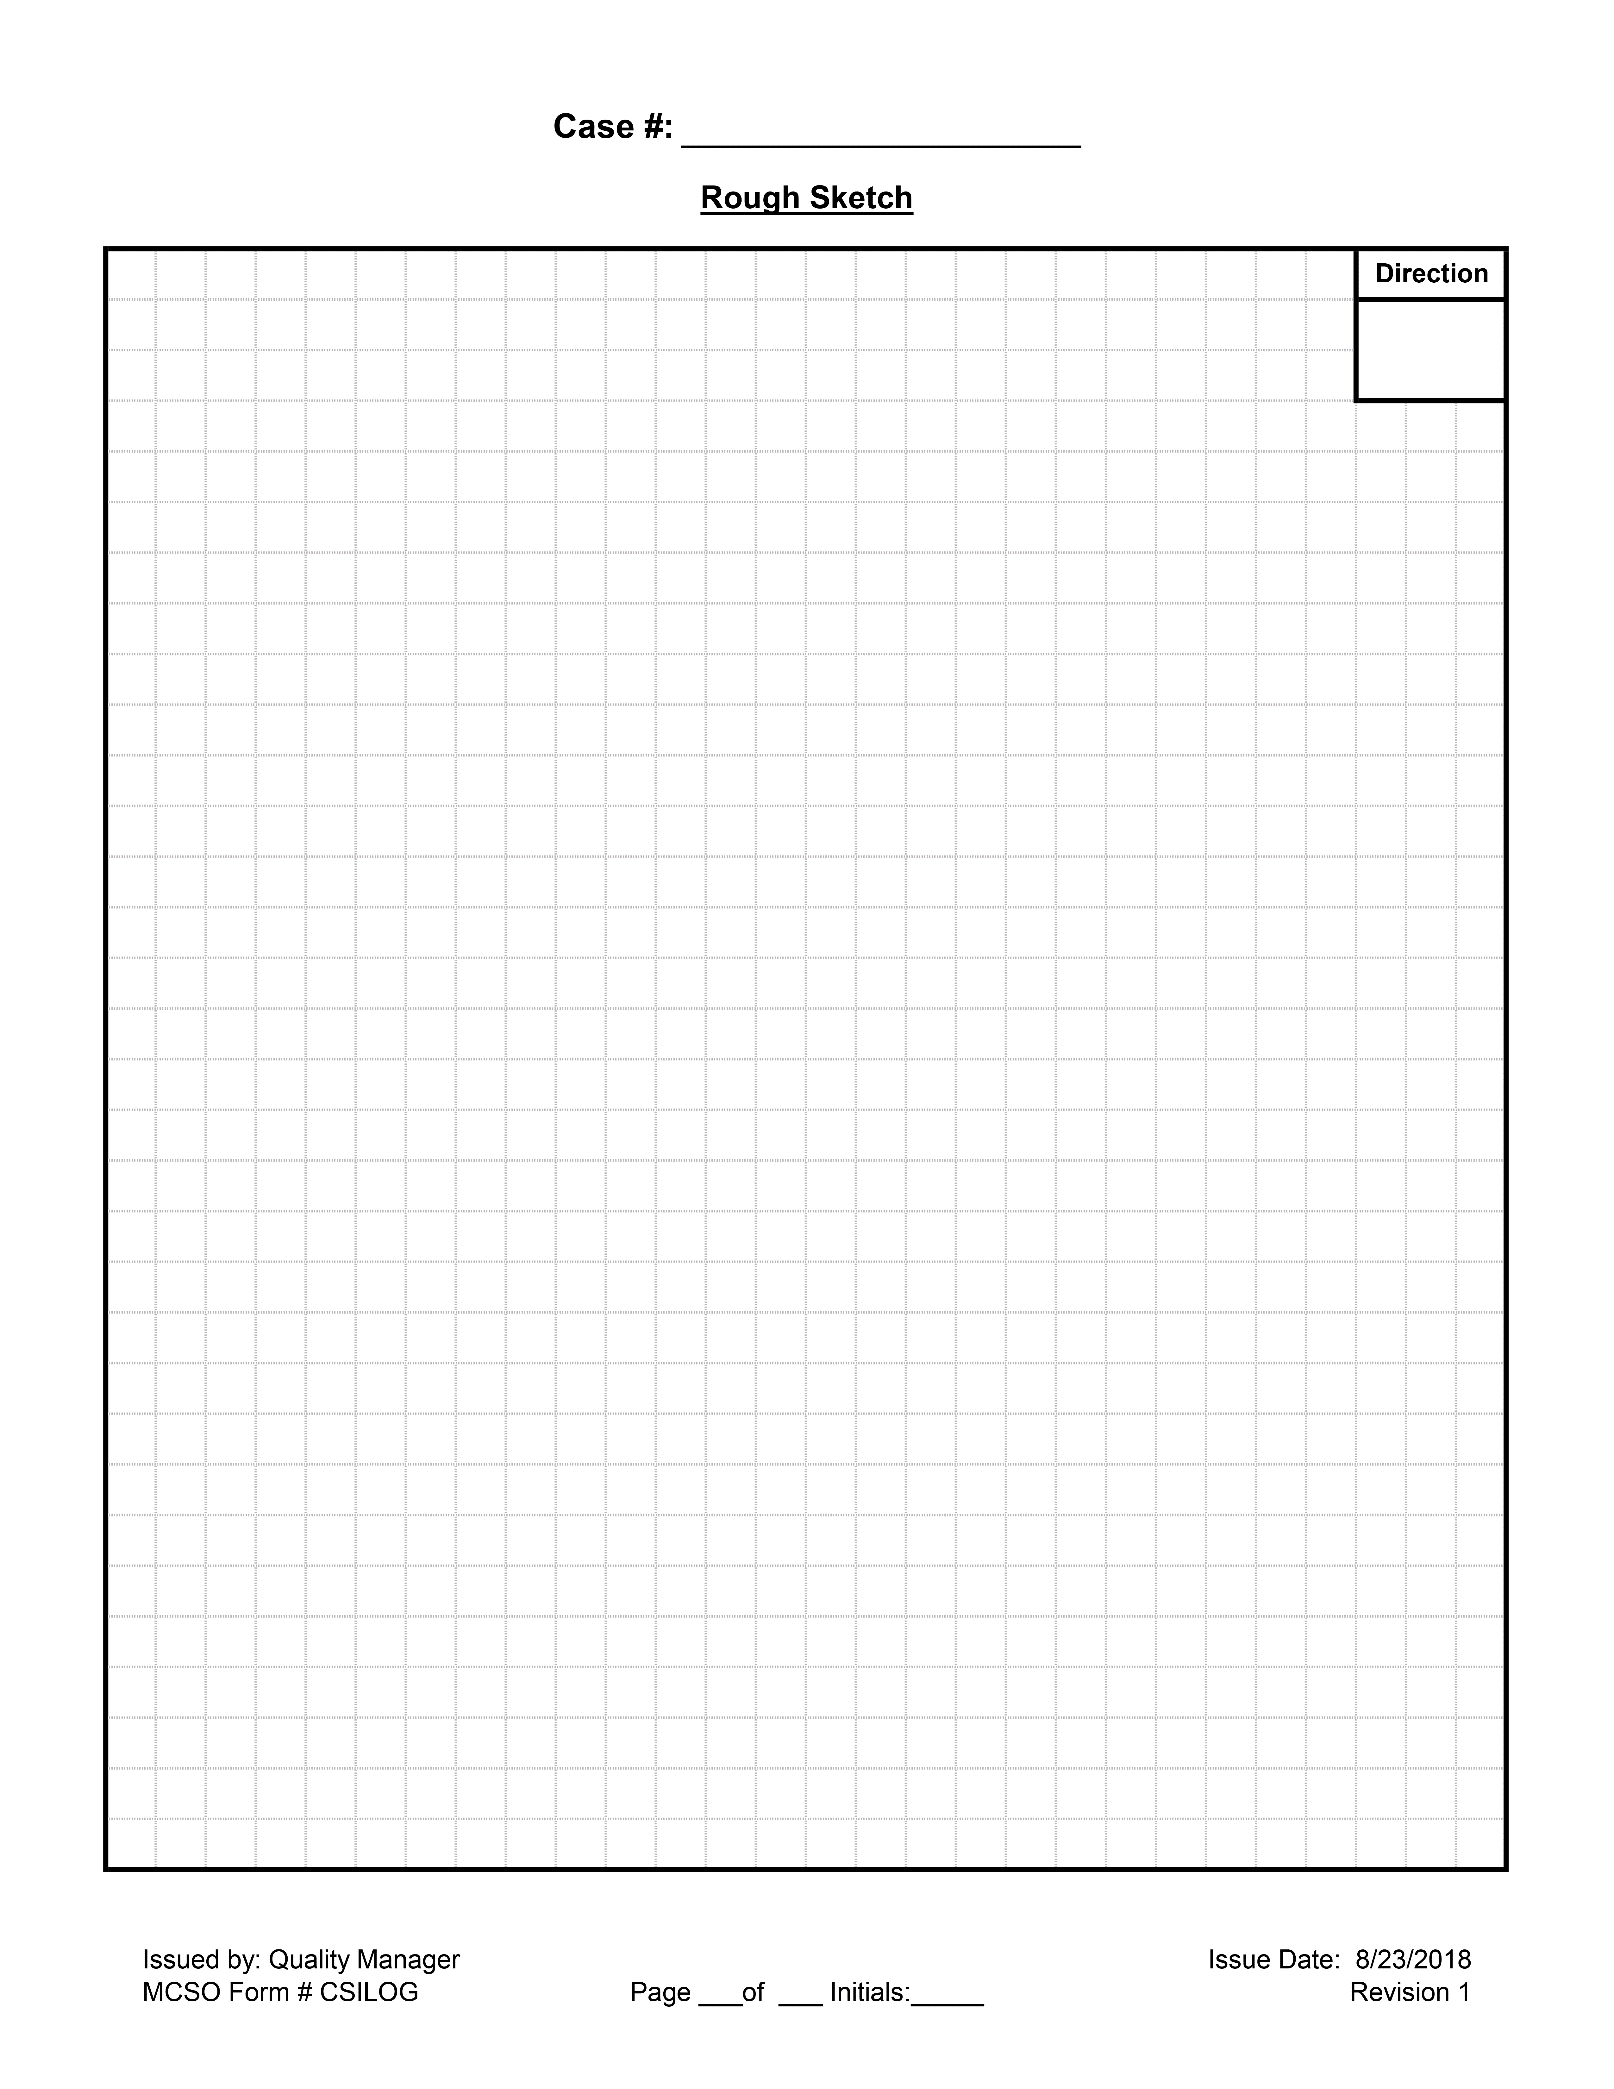 Case #: ______________________
Rough Sketch
Direction
Issued by: Quality Manager
Issue Date: 8/23/2018
MCSO Form # CSILOG
Page ___of ___ Initials:_____
Revision 1